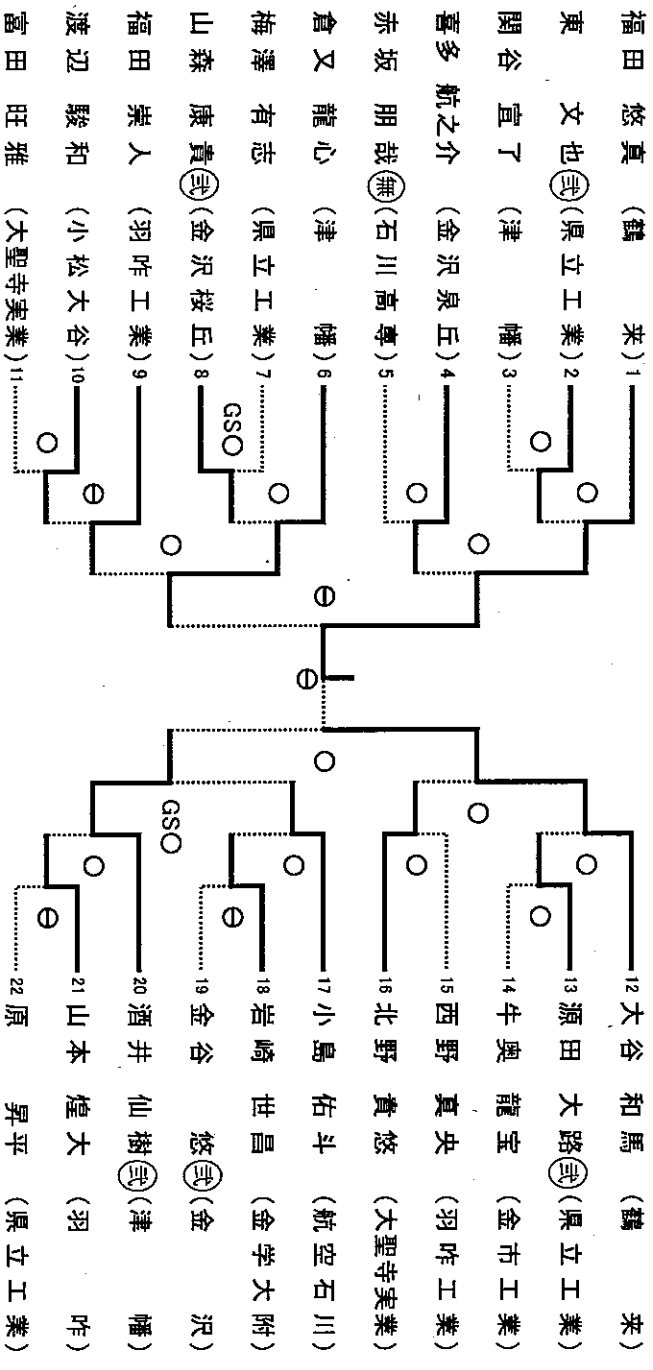 福田 悠真 (鶴 来) 1
東 文也 弐 (県立工業) 2
関谷 宣了 (津 幡) 3
喜多 航之介 (金沢泉丘) 4
赤坂 朋哉 無 (石川高専) 5
倉又 龍心 (津 幡) 6
梅澤 有志 (県立工業) 7
山森 康貴 弐 (金沢桜丘) 8
福田 崇人 (羽咋工業) 9
渡辺 駿和 (小松大谷) 10
富田 旺雅 (大聖寺実業) 11
GS
GS
12 大谷 和馬 (鶴 来)
13 源田 大路 弐 (県立工業)
14 牛奥 龍宝 (金市工業)
15 西野 真央 (羽咋工業)
16 北野 貴悠 (大聖寺実業)
17 小島 佑斗 (航空石川)
18 岩崎 世昌 (金学大附)
19 金谷 悠 弐 (金 沢)
20 酒井 仙樹 弐 (津 幡)
21 山本 煌大 (羽 咋)
22 原 昇平 (県立工業)